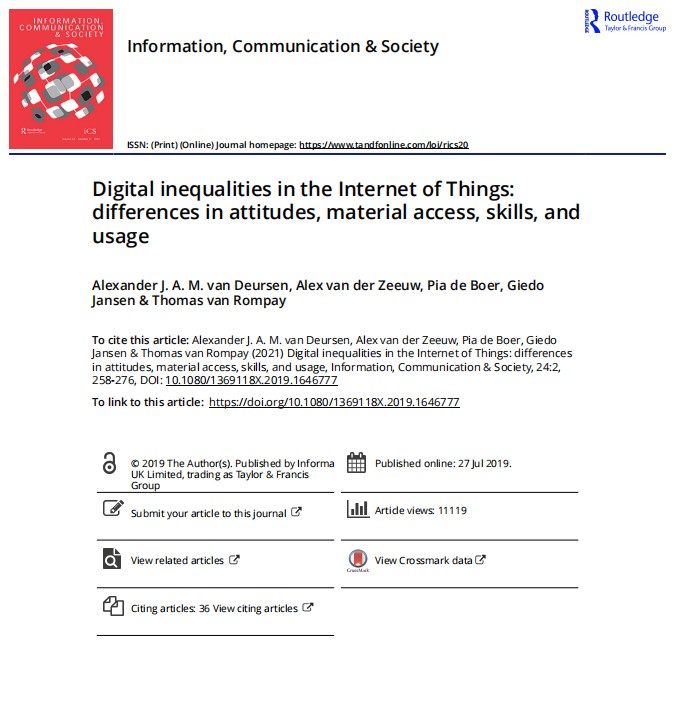 INFORMATION,
COMMUNICATION
& SOCIETY
Routledge
iCS
Routledge
Taylor & Francis Group
ROUTLEDGE
Information, Communication & Society
ISSN: (Print) (Online) Journal homepage: https://www.tandfonline.com/loi/rics20
Digital inequalities in the Internet of Things:
differences in attitudes, material access, skills, and
usage
Alexander J. A. M. van Deursen, Alex van der Zeeuw, Pia de Boer, Giedo
Jansen & Thomas van Rompay
To cite this article: Alexander J. A. M. van Deursen, Alex van der Zeeuw, Pia de Boer, Giedo
Jansen & Thomas van Rompay (2021) Digital inequalities in the Internet of Things: differences
in attitudes, material access, skills, and usage, Information, Communication & Society, 24:2,
258-276, DOI: 10.1080/1369118X.2019.1646777
To link to this article: https://doi.org/10.1080/1369118X.2019.1646777
© 2019 The Author(s). Published by Informa
UK Limited, trading as Taylor & Francis
Group
Published online: 27 Jul 2019.
Submit your article to this journal
Article views: 11119
View related articles
View Crossmark data
CrossMark
Citing articles: 36 View citing articles